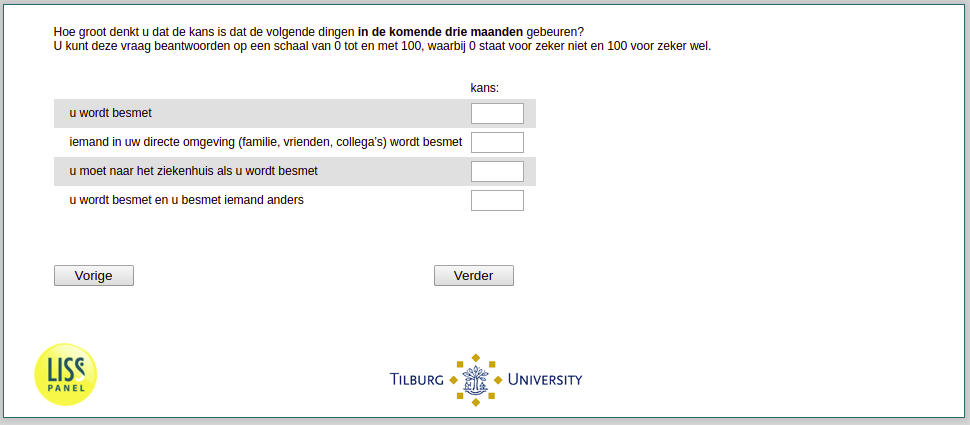 Hoe groot denkt u dat de kans is dat de volgende dingen in de komende drie maanden gebeuren?
U kunt deze vraag beantwoorden op een schaal van 0 tot en met 100, waarbij 0 staat voor zeker niet en 100 voor zeker wel.
kans:
u wordt besmet
iemand in uw directe omgeving (familie, vrienden, collega's) wordt besmet
u moet naar het ziekenhuis als u wordt besmet
u wordt besmet en u besmet iemand anders
Vorige
Verder
LISS
PANEL
TILBURG UNIVERSITY